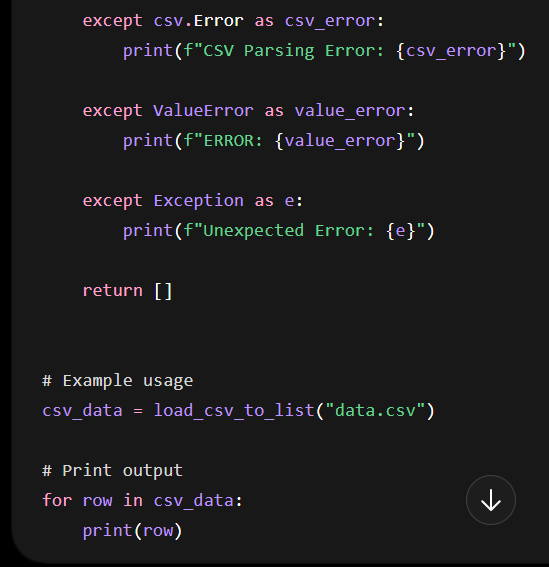 except csv.Error as csv_error:
print(f"CSV Parsing Error: {csv_error}")
except ValueError as value_error:
print(f"ERROR: {value_error}")
except Exception as e:
print(f"Unexpected Error: {e}")
return []
# Example usage
csv_data = load_csv_to_list("data.csv")
# Print output
for row in csv_data:
print(row)